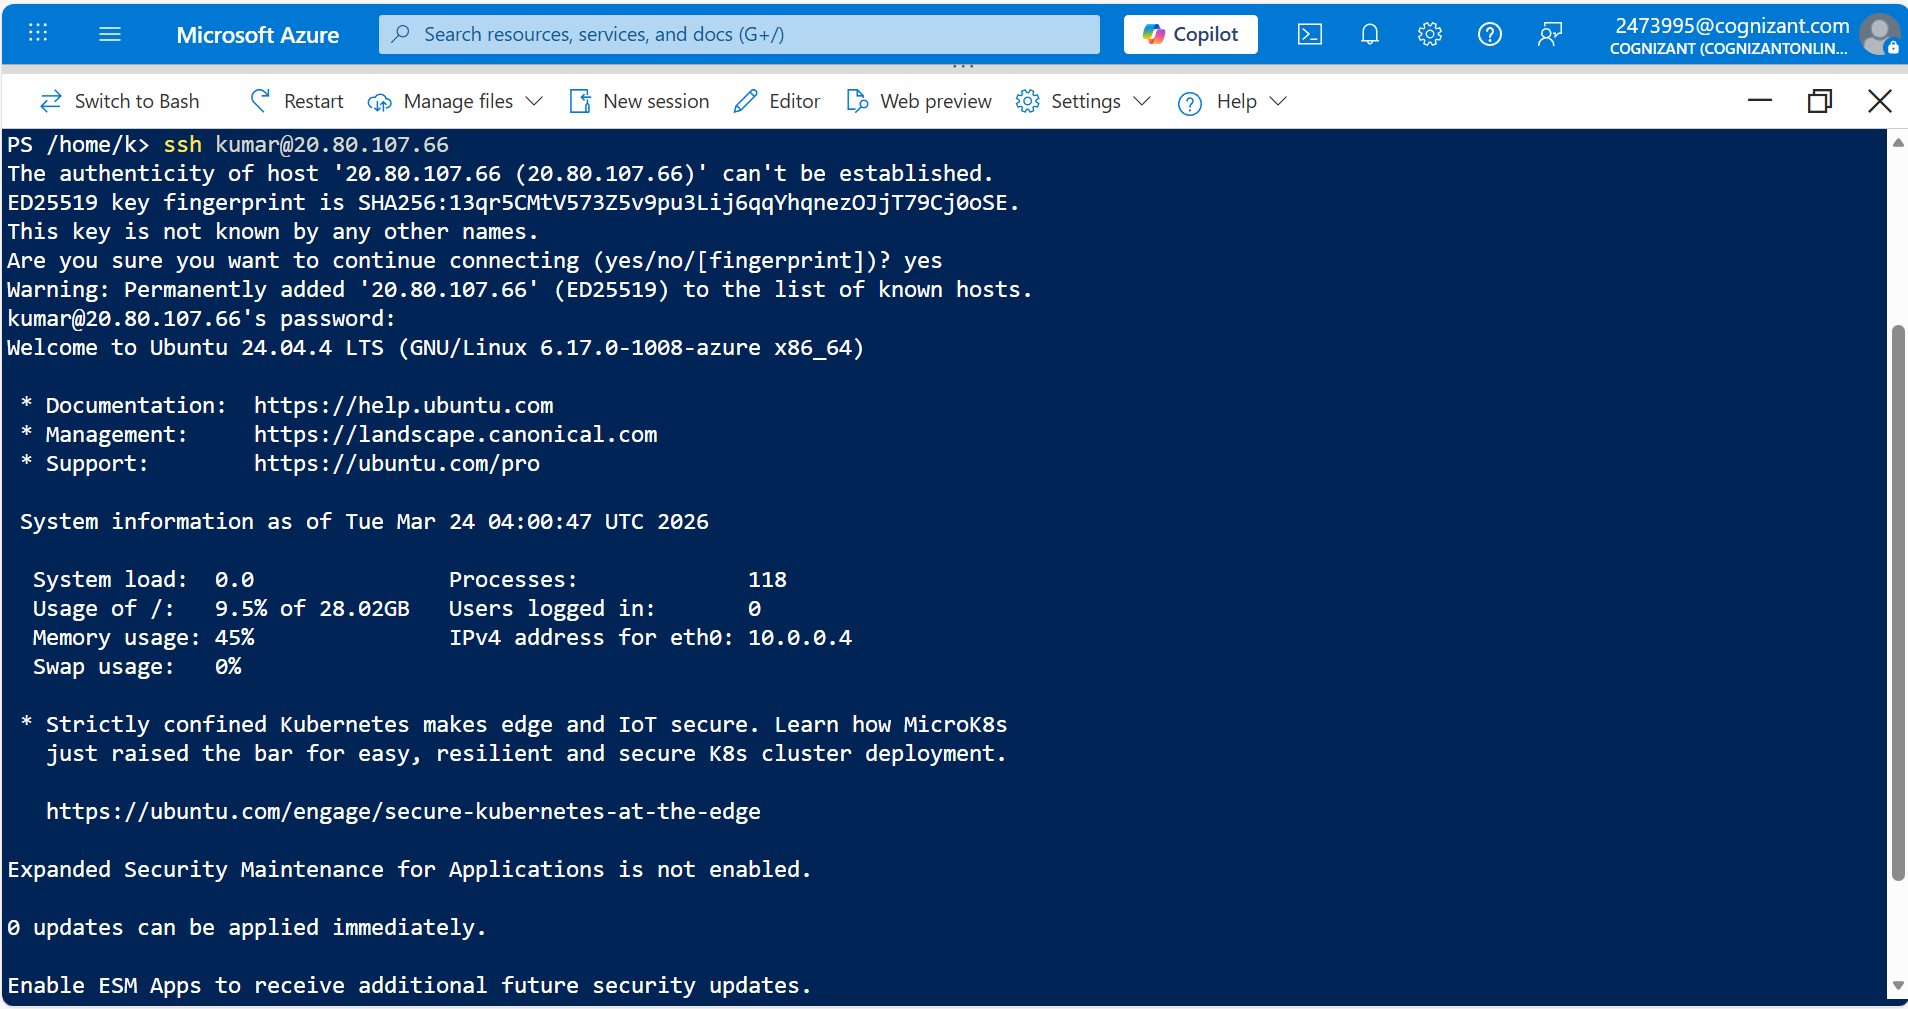 Microsoft Azure
Search resources, services, and docs (G+/)
Copilot
2473995@cognizant.com
COGNIZANT (COGNIZANTONLIN...
Switch to Bash
Restart
Manage files
New session
Editor
Web preview
Settings
Help
PS /home/k> ssh kumar@20.80.107.66
The authenticity of host '20.80.107.66 (20.80.107.66)' can't be established.
ED25519 key fingerprint is SHA256:13qr5CMtV573Z5v9pu3Lij6qqYhqnezOJjT79Cj0oSE.
This key is not known by any other names.
Are you sure you want to continue connecting (yes/no/[fingerprint])? yes
Warning: Permanently added '20.80.107.66' (ED25519) to the list of known hosts.
kumar@20.80.107.66's password:
Welcome to Ubuntu 24.04.4 LTS (GNU/Linux 6.17.0-1008-azure x86_64)
* Documentation:  https://help.ubuntu.com
* Management:     https://landscape.canonical.com
* Support:        https://ubuntu.com/pro
System information as of Tue Mar 24 04:00:47 UTC 2026
System load:  0.0               Processes:             118
Usage of /:   9.5% of 28.02GB   Users logged in:       0
Memory usage: 45%               IPv4 address for eth0: 10.0.0.4
Swap usage:   0%
* Strictly confined Kubernetes makes edge and IoT secure. Learn how MicroK8s
just raised the bar for easy, resilient and secure K8s cluster deployment.
https://ubuntu.com/engage/secure-kubernetes-at-the-edge
Expanded Security Maintenance for Applications is not enabled.
0 updates can be applied immediately.
Enable ESM Apps to receive additional future security updates.